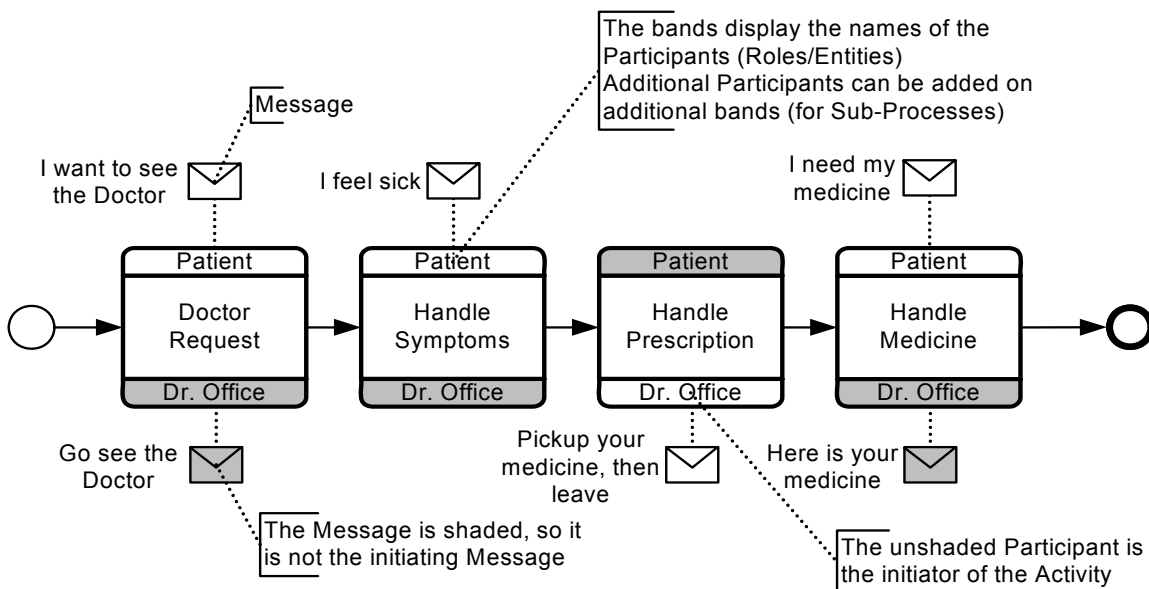 The bands display the names of the
Participants (Roles/Entities)
Additional Participants can be added on
additional bands (for Sub-Processes)
Message
I want to see
the Doctor
I feel sick
I need my
medicine
Patient
Doctor
Request
Dr. Office
Patient
Handle
Symptoms
Dr. Office
Patient
Handle
Prescription
Dr. Office
Patient
Handle
Medicine
Dr. Office
Go see the
Doctor
Pickup your
medicine, then
leave
Here is your
medicine
The Message is shaded, so it
is not the initiating Message
The unshaded Participant is
the initiator of the Activity